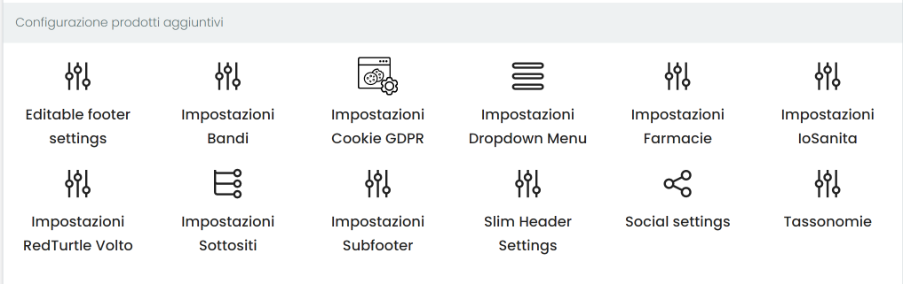 Configurazione prodotti aggiuntivi
Editable footer
settings
Impostazioni
Bandi
Impostazioni
Cookie GDPR
Impostazioni
Dropdown Menu
Impostazioni
Farmacie
Impostazioni
IoSanita
Impostazioni
RedTurtle Volto
Impostazioni
Sottositi
Impostazioni
Subfooter
Slim Header
Settings
Social settings
Tassonomie